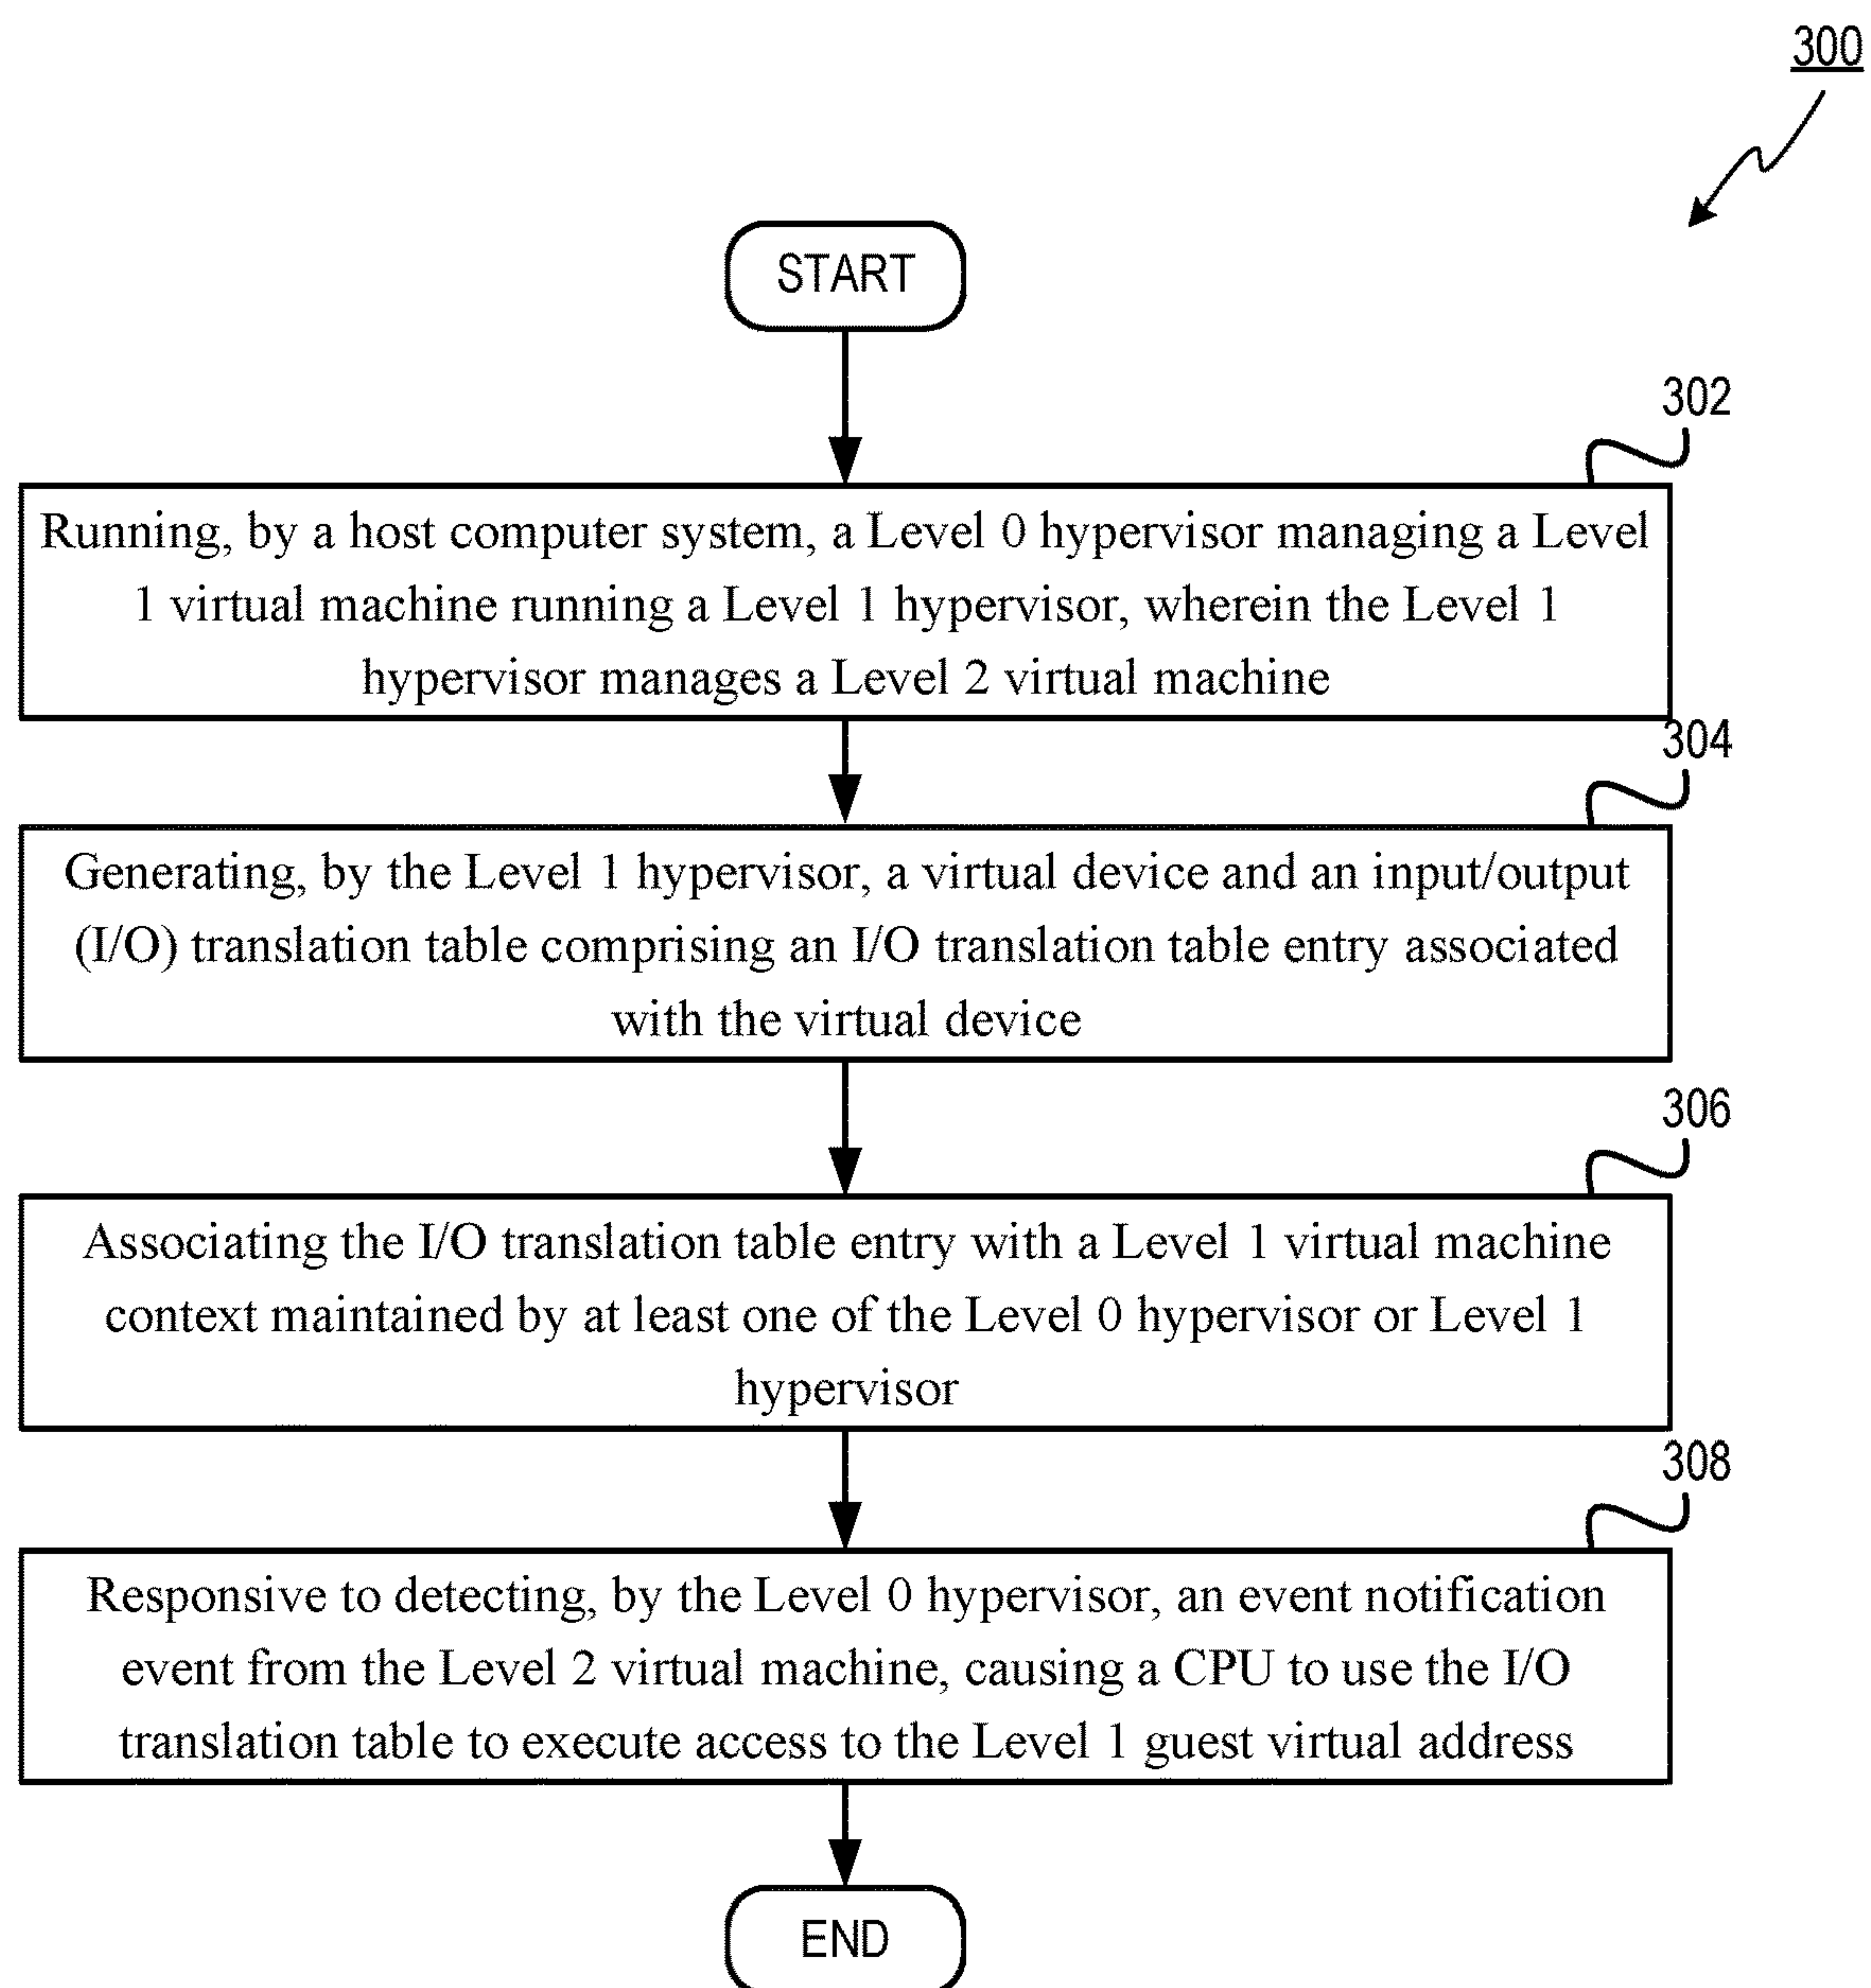 300
START
302
Running, by a host computer system, a Level 0 hypervisor managing a Level
1 virtual machine running a Level 1 hypervisor, wherein the Level 1
hypervisor manages a Level 2 virtual machine
304
Generating, by the Level 1 hypervisor, a virtual device and an input/output
(I/O) translation table comprising an I/O translation table entry associated
with the virtual device
306
Associating the I/O translation table entry with a Level 1 virtual machine
context maintained by at least one of the Level 0 hypervisor or Level 1
hypervisor
308
Responsive to detecting, by the Level 0 hypervisor, an event notification
event from the Level 2 virtual machine, causing a CPU to use the I/O
translation table to execute access to the Level 1 guest virtual address
END